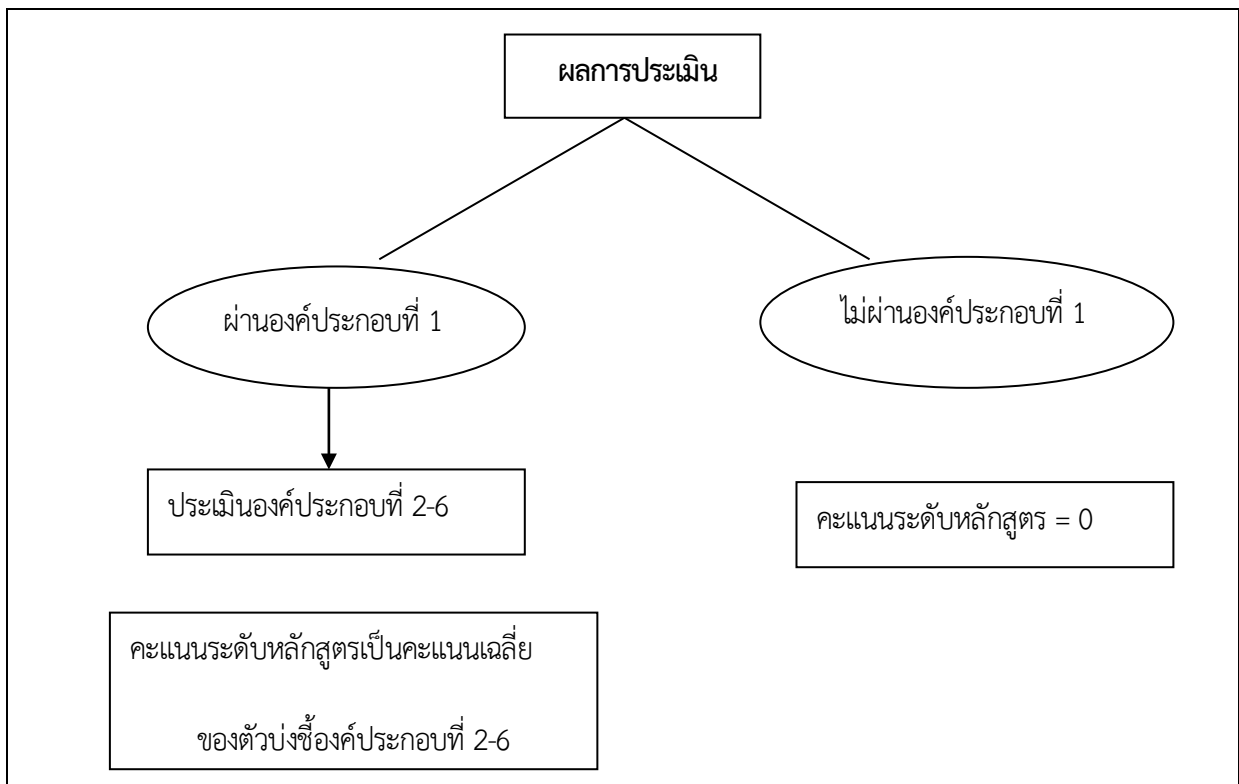 ผลการประเมิน
ผ่านองค์ประกอบที่ 1
ไม่ผ่านองค์ประกอบที่ 1
ประเมินองค์ประกอบที่ 2-6
คะแนนระดับหลักสูตร = 0
คะแนนระดับหลักสูตรเป็นคะแนนเฉลี่ย
ของตัวบ่งชี้องค์ประกอบที่ 2-6